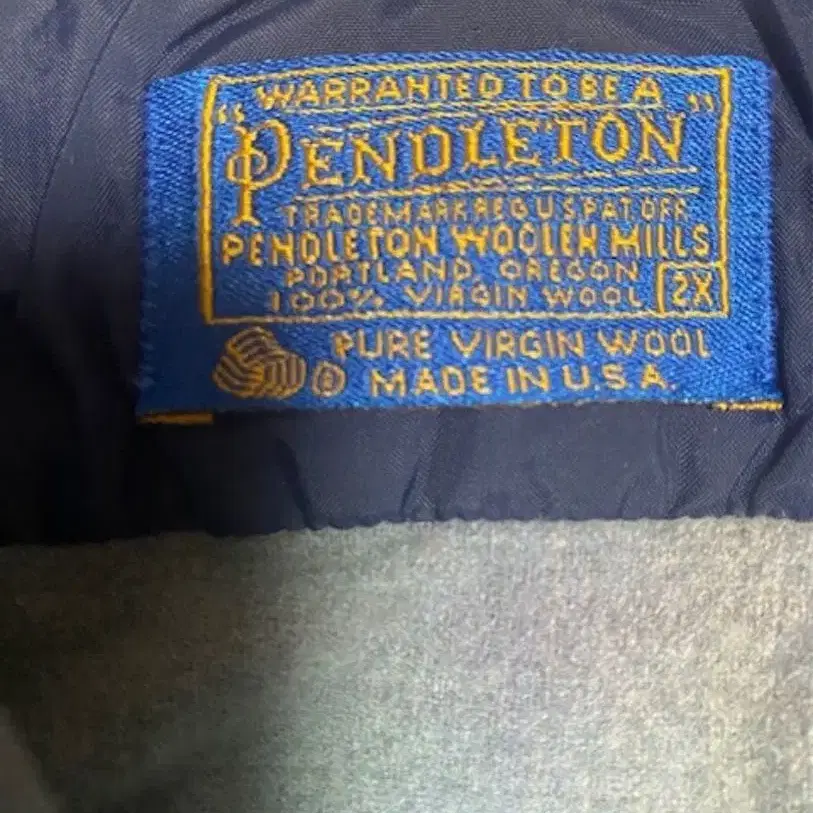 WARRANTED TO BE A
"PENDLETON"
TRADEMARK REG U.S. PAT. OFF.
PENDLETON WOOLEN MILLS
PORTLAND, OREGON
100% VIRGIN WOOL 2X
PURE VIRGIN WOOL
® MADE IN U.S.A.